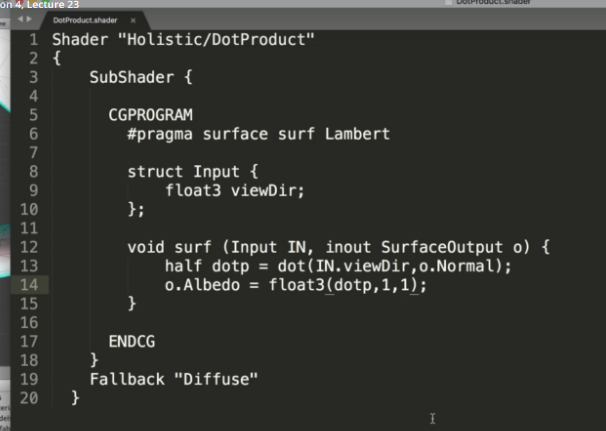 on 4, Lecture 23
DotProduct.shader
DotProduct.shader ×
1 Shader "Holistic/DotProduct"
2 {
3     SubShader {
4
5       CGPROGRAM
6         #pragma surface surf Lambert
7
8         struct Input {
9             float3 viewDir;
10         };
11
12         void surf (Input IN, inout SurfaceOutput o) {
13             half dotp = dot(IN.viewDir,o.Normal);
14             o.Albedo = float3(dotp,1,1);
15         }
16
17       ENDCG
18     }
19     Fallback "Diffuse"
20   }